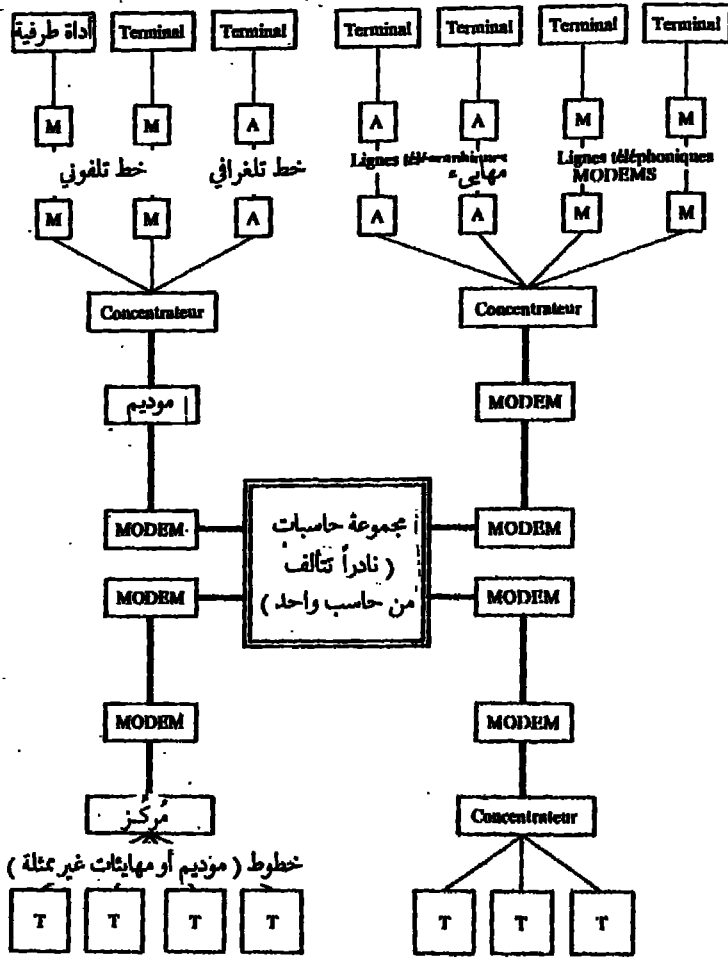 أداة طرفية Terminal Terminal Terminal Terminal Terminal Terminal
M M A A A M M
خط تلفوني خط تلغرافي Lignes télégraphiques Lignes téléphoniques
مهايىء MODEMS
M M A A A M M
Concentrateur Concentrateur
موديم MODEM
MODEM MODEM
مجموعة حاسبات
( نادراً تتألف
من حاسب واحد )
MODEM MODEM
MODEM MODEM
مُركّز Concentrateur
خطوط ( موديم أو مهايئات غير ممثلة )
T T T T T T T